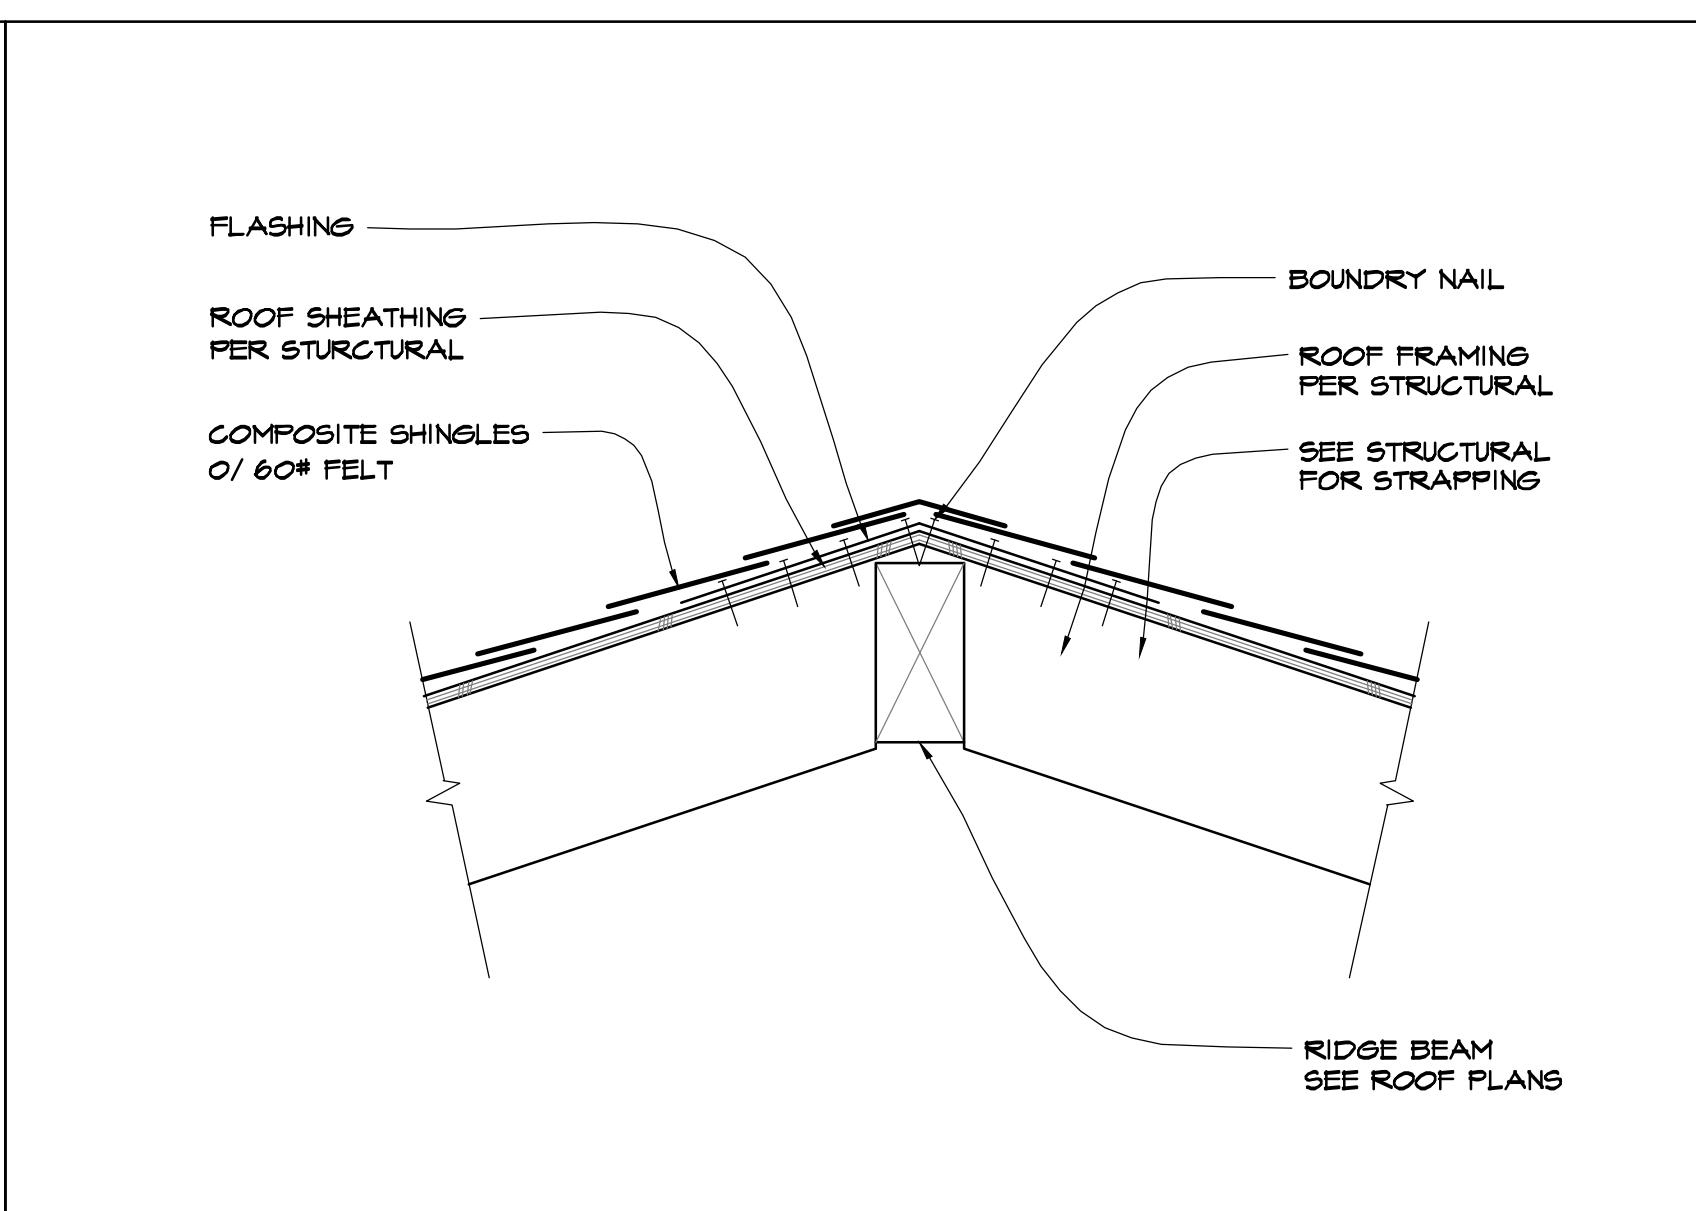 FLASHING
ROOF SHEATHING
PER STURCTURAL
COMPOSITE SHINGLES
O/ 60# FELT
BOUNDRY NAIL
ROOF FRAMING
PER STRUCTURAL
SEE STRUCTURAL
FOR STRAPPING
RIDGE BEAM
SEE ROOF PLANS